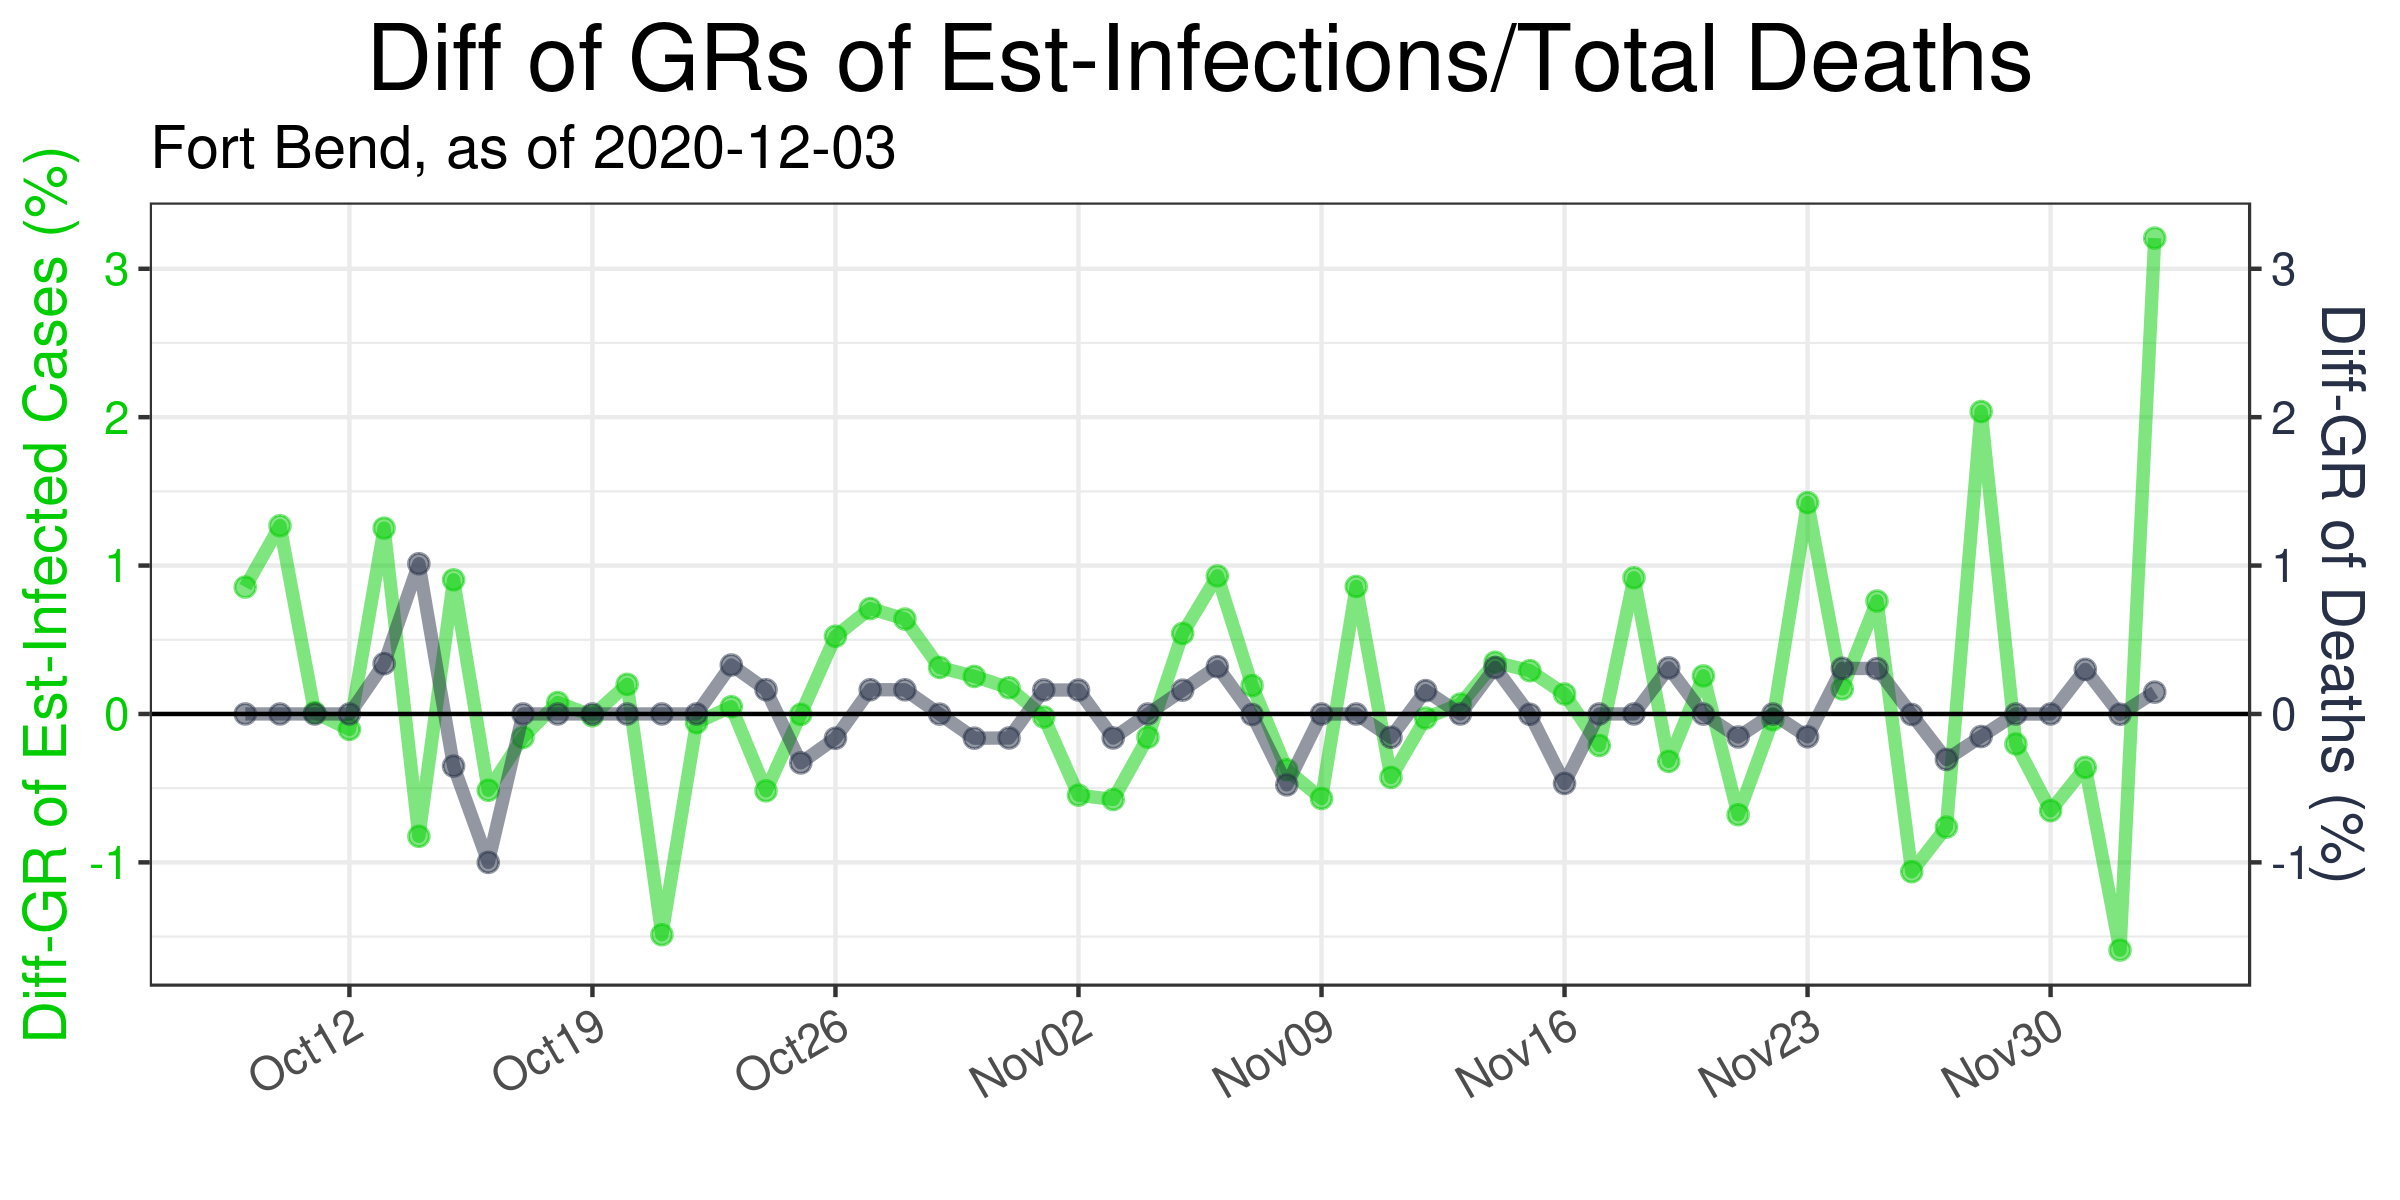 Diff of GRs of Est-Infections/Total Deaths
Fort Bend, as of 2020-12-03
Diff-GR of Est-Infected Cases (%)
3
2
1
0
-1
3
2
1
0
-1
Diff-GR of Deaths (%)
Oct12
Oct19
Oct26
Nov02
Nov09
Nov16
Nov23
Nov30